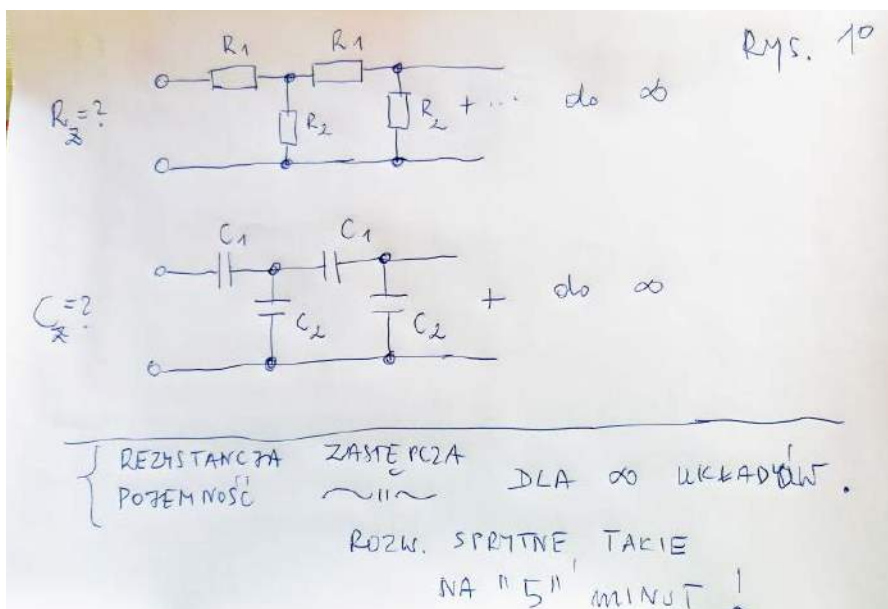 Rys. 10
R1 R1
Rz=? R2 R2 + ... do ∞
C1 C1
Cz=? C2 C2 + do ∞
REZYSTANCJA ZASTĘPCZA
POJEMNOŚĆ ~〃~ DLA ∞ UKŁADÓW.
ROZW. SPRYTNE TAKIE
NA "5" MINUT!